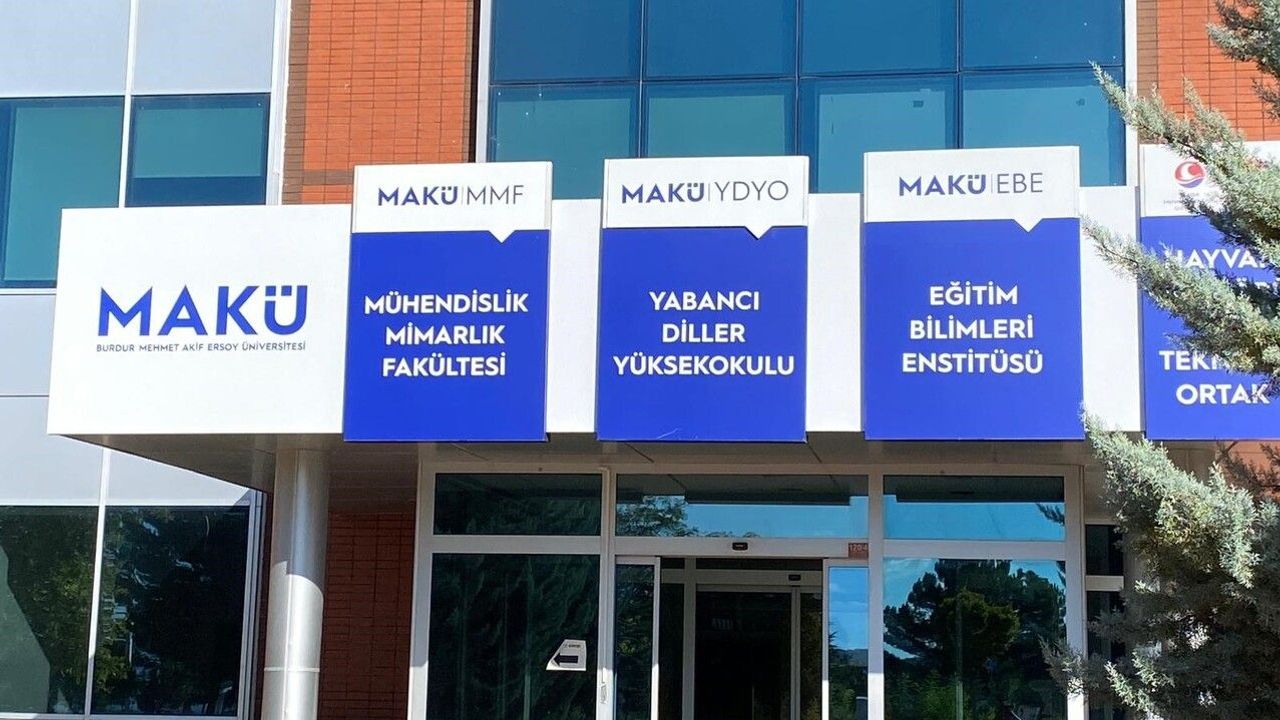 MAKÜ
BURDUR MEHMET AKİF ERSOY ÜNİVERSİTESİ
MAKÜ|MMF
MÜHENDİSLİK
MİMARLIK
FAKÜLTESİ
MAKÜ|YDYO
YABANCI
DİLLER
YÜKSEKOKULU
MAKÜ|EBE
EĞİTİM
BİLİMLERİ
ENSTİTÜSÜ
ORTAK